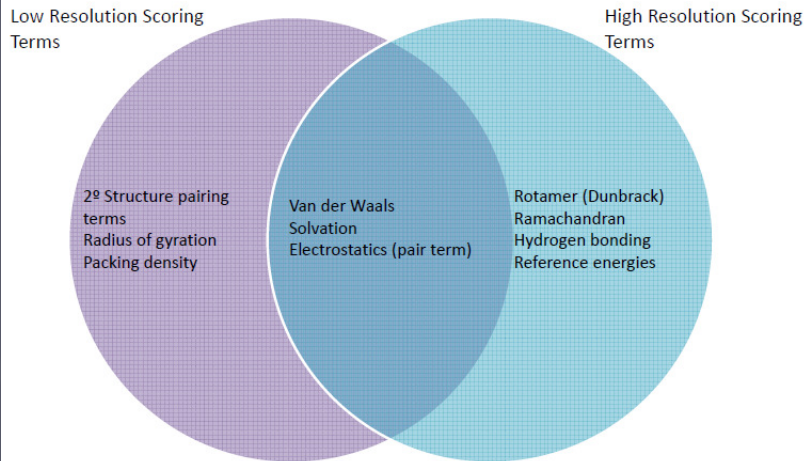 Low Resolution Scoring
Terms
High Resolution Scoring
Terms
2º Structure pairing
terms
Radius of gyration
Packing density
Van der Waals
Solvation
Electrostatics (pair term)
Rotamer (Dunbrack)
Ramachandran
Hydrogen bonding
Reference energies